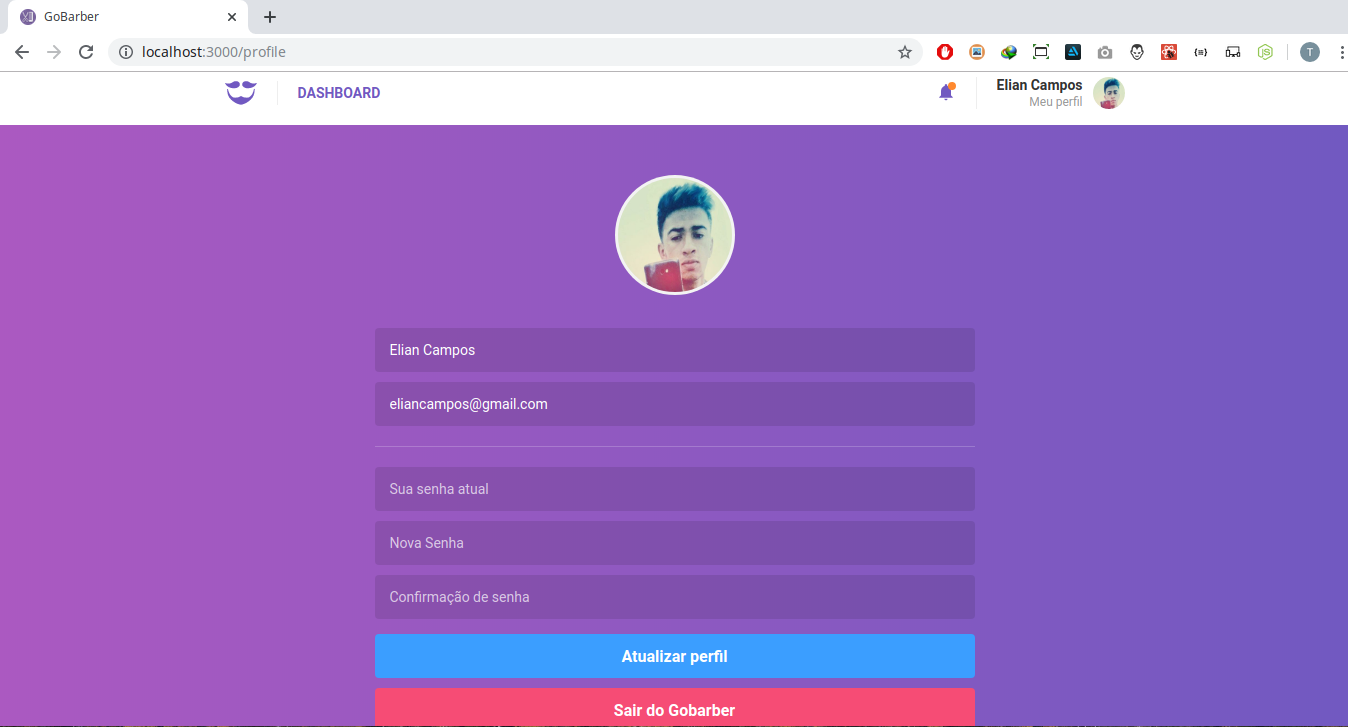 GoBarber
localhost:3000/profile
T
DASHBOARD
Elian Campos
Meu perfil
Elian Campos
eliancampos@gmail.com
Sua senha atual
Nova Senha
Confirmação de senha
Atualizar perfil
Sair do Gobarber